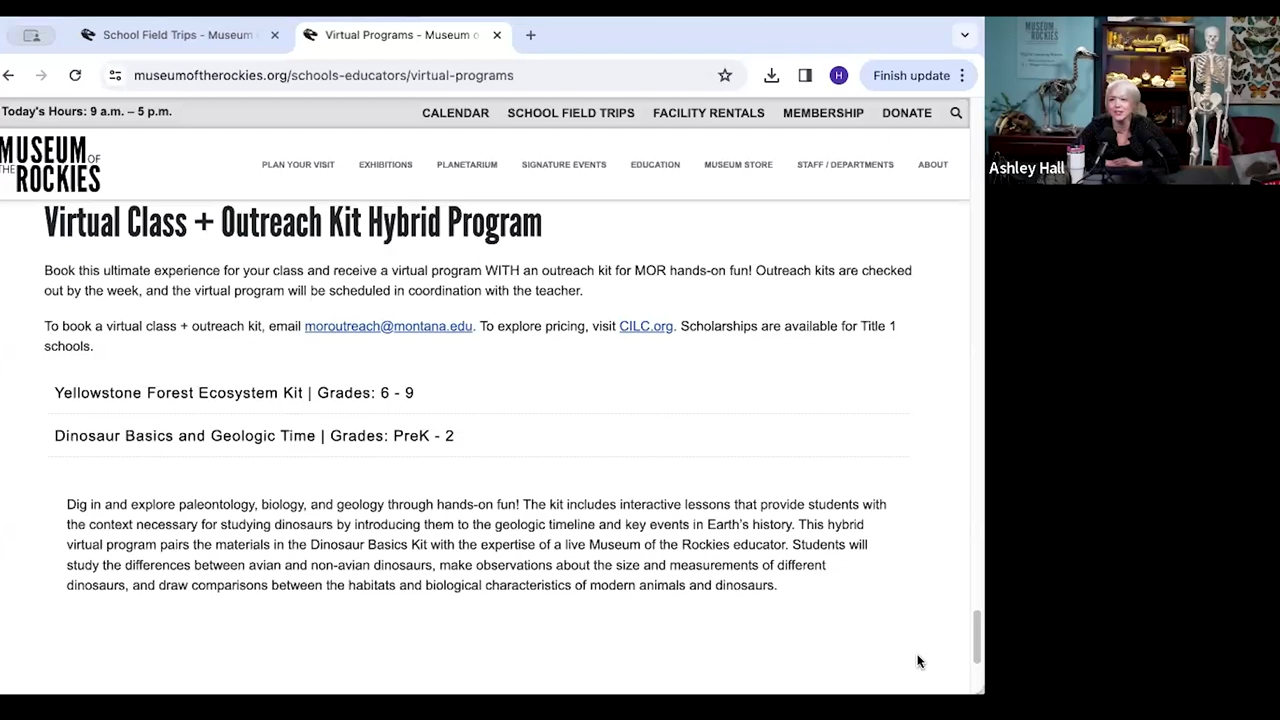 School Field Trips - Museum
Virtual Programs - Museum o
museumoftherockies.org/schools-educators/virtual-programs
H
Finish update
Today's Hours: 9 a.m. – 5 p.m.
CALENDAR SCHOOL FIELD TRIPS FACILITY RENTALS MEMBERSHIP DONATE
MUSEUM OF
THE ROCKIES
PLAN YOUR VISIT EXHIBITIONS PLANETARIUM SIGNATURE EVENTS EDUCATION MUSEUM STORE STAFF / DEPARTMENTS ABOUT
Virtual Class + Outreach Kit Hybrid Program
Book this ultimate experience for your class and receive a virtual program WITH an outreach kit for MOR hands-on fun! Outreach kits are checked
out by the week, and the virtual program will be scheduled in coordination with the teacher.
To book a virtual class + outreach kit, email moroutreach@montana.edu. To explore pricing, visit CILC.org. Scholarships are available for Title 1
schools.
Yellowstone Forest Ecosystem Kit | Grades: 6 - 9
Dinosaur Basics and Geologic Time | Grades: PreK - 2
Dig in and explore paleontology, biology, and geology through hands-on fun! The kit includes interactive lessons that provide students with
the context necessary for studying dinosaurs by introducing them to the geologic timeline and key events in Earth's history. This hybrid
virtual program pairs the materials in the Dinosaur Basics Kit with the expertise of a live Museum of the Rockies educator. Students will
study the differences between avian and non-avian dinosaurs, make observations about the size and measurements of different
dinosaurs, and draw comparisons between the habitats and biological characteristics of modern animals and dinosaurs.
MUSEUM
ROCKIES
Ashley Hall